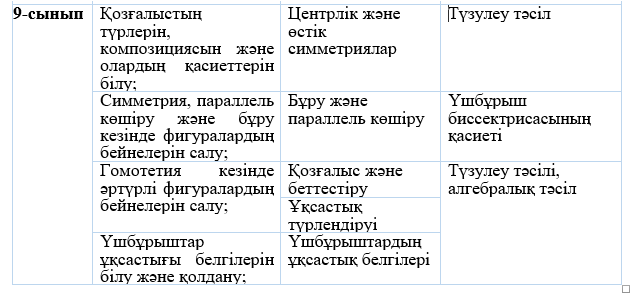 9-сынып
Қозғалыстың
түрлерін,
композициясын және
олардың қасиеттерін
білу;
Центрлік және
өстік
симметриялар
Түзулеу тәсіл
Симметрия, параллель
көшіру және бұру
кезінде фигуралардың
бейнелерін салу;
Бұру және
параллель көшіру
Үшбұрыш
биссектрисасының
қасиеті
Гомотетия кезінде
әртүрлі фигуралардың
бейнелерін салу;
Қозғалыс және
беттестіру
Ұқсастық
түрлендіруі
Түзулеу тәсілі,
алгебралық тәсіл
Үшбұрыштар
ұқсастығы белгілерін
білу және қолдану;
Үшбұрыштардың
ұқсастық белгілері